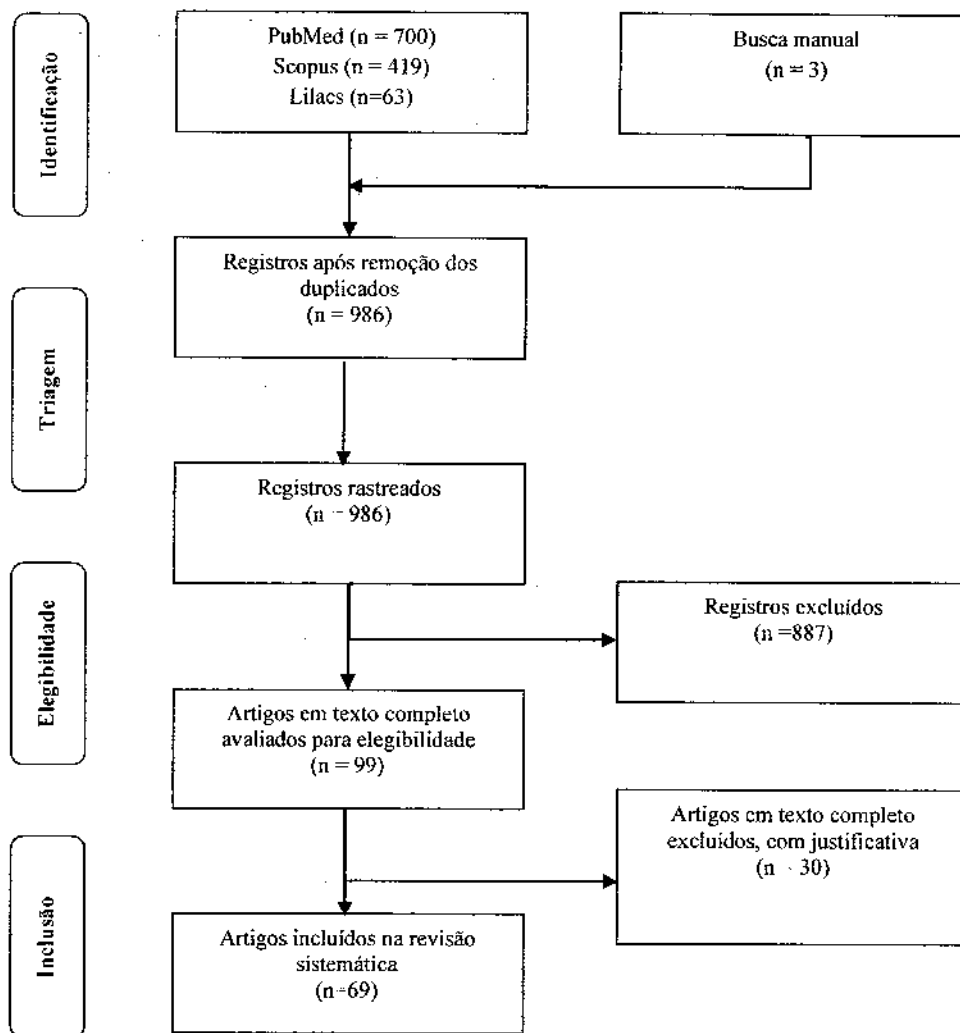 Identificação
PubMed (n = 700)
Scopus (n = 419)
Lilacs (n=63)
Busca manual
(n = 3)
Triagem
Registros após remoção dos
duplicados
(n = 986)
Registros rastreados
(n = 986)
Elegibilidade
Registros excluídos
(n =887)
Artigos em texto completo
avaliados para elegibilidade
(n = 99)
Artigos em texto completo
excluídos, com justificativa
(n = 30)
Inclusão
Artigos incluídos na revisão
sistemática
(n=69)